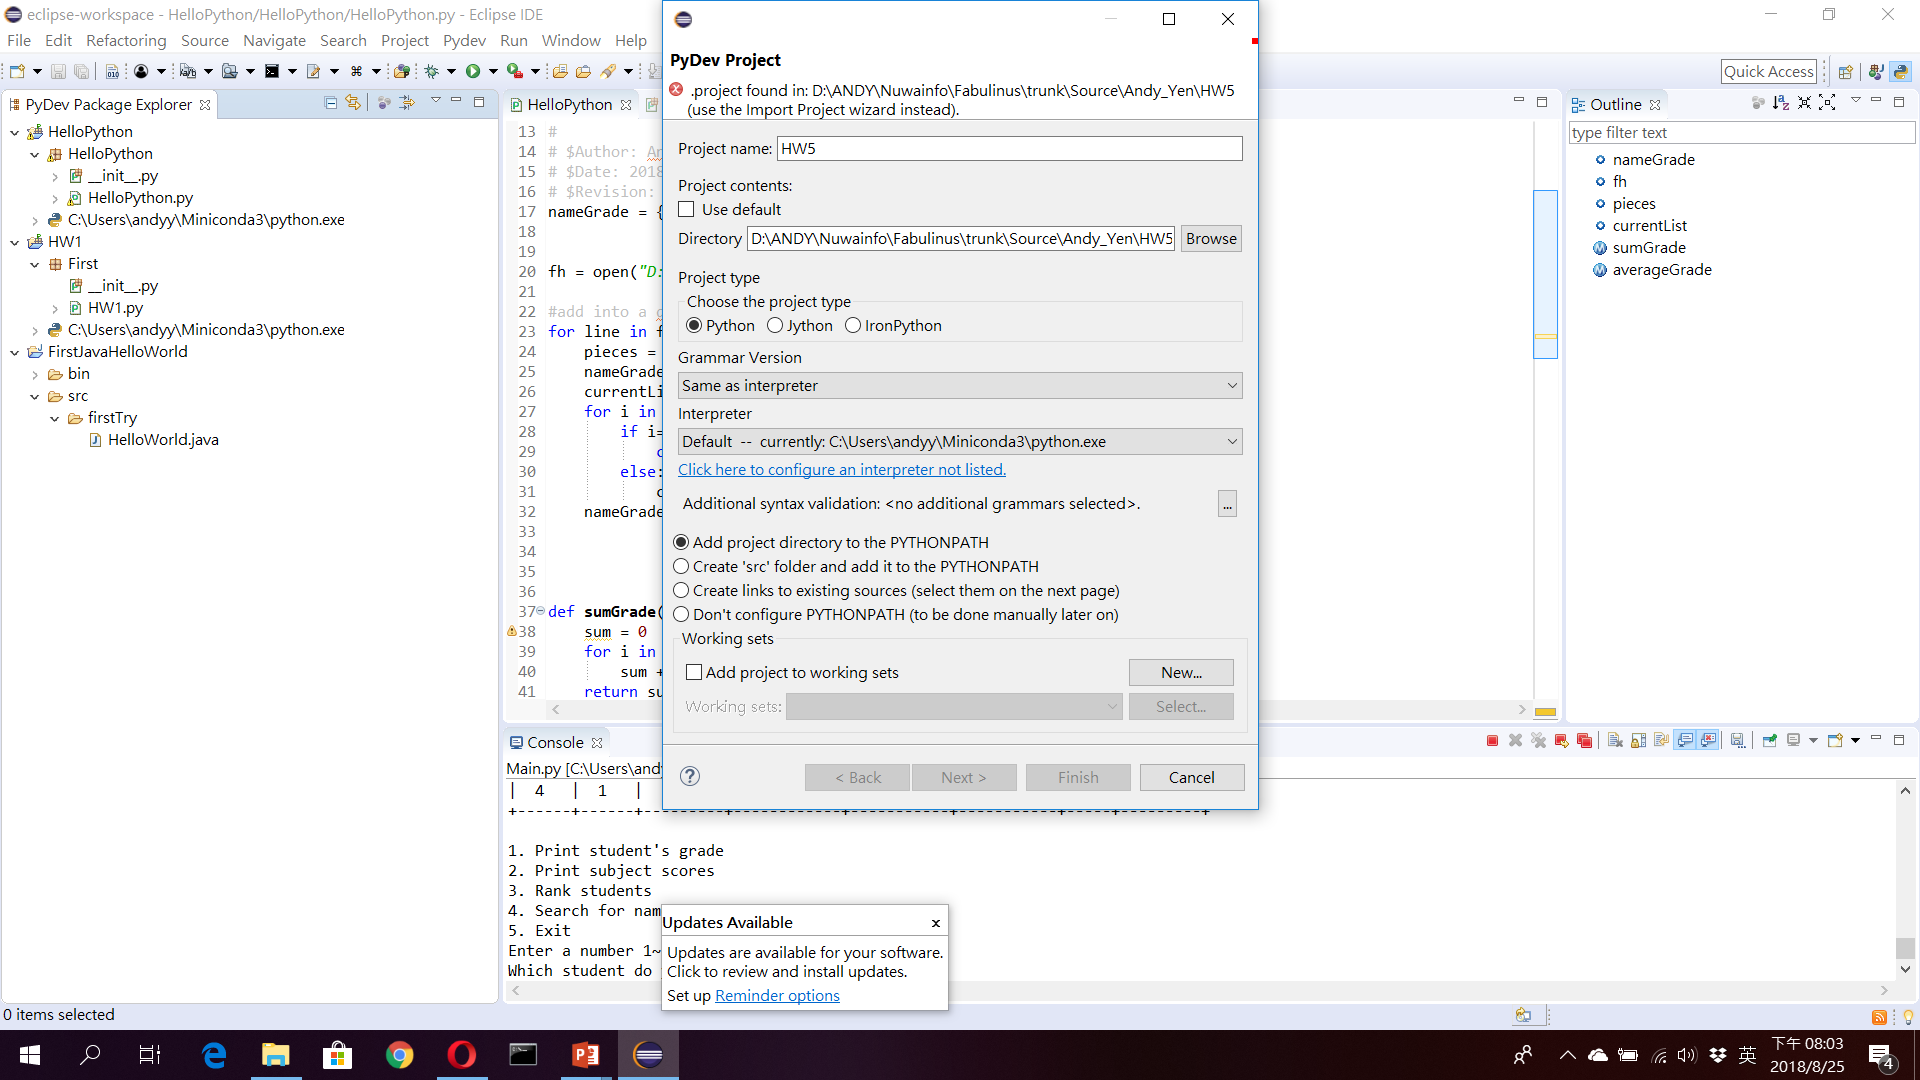 eclipse-workspace - HelloPython/HelloPython/HelloPython.py - Eclipse IDE
File Edit Refactoring Source Navigate Search Project Pydev Run Window Help
Quick Access
PyDev Package Explorer
HelloPython
HelloPython
__init__.py
HelloPython.py
C:\Users\andyy\Miniconda3\python.exe
HW1
First
__init__.py
HW1.py
C:\Users\andyy\Miniconda3\python.exe
FirstJavaHelloWorld
bin
src
firstTry
HelloWorld.java
HelloPython
13 #
14 # $Author: An
15 # $Date: 2018
16 # $Revision:
17 nameGrade = {
18
19
20 fh = open("D:
21
22 #add into a g
23 for line in f
24 pieces =
25 nameGrade
26 currentLi
27 for i in
28 if i=
29 c
30 else:
31 c
32 nameGrade
33
34
35
36
37 def sumGrade(
38 sum = 0
39 for i in
40 sum +
41 return su
PyDev Project
.project found in: D:\ANDY\Nuwainfo\Fabulinus\trunk\Source\Andy_Yen\HW5
(use the Import Project wizard instead).
Project name: HW5
Project contents:
Use default
Directory D:\ANDY\Nuwainfo\Fabulinus\trunk\Source\Andy_Yen\HW5 Browse
Project type
Choose the project type
Python Jython IronPython
Grammar Version
Same as interpreter
Interpreter
Default -- currently: C:\Users\andyy\Miniconda3\python.exe
Click here to configure an interpreter not listed.
Additional syntax validation: <no additional grammars selected>. ...
Add project directory to the PYTHONPATH
Create 'src' folder and add it to the PYTHONPATH
Create links to existing sources (select them on the next page)
Don't configure PYTHONPATH (to be done manually later on)
Working sets
Add project to working sets New...
Working sets: Select...
< Back Next > Finish Cancel
Outline
type filter text
nameGrade
fh
pieces
currentList
sumGrade
averageGrade
Console
Main.py [C:\Users\andy
| 4 | 1 |
+------+------+---------+------------+-----------+-----------+-----+---------+
1. Print student's grade
2. Print subject scores
3. Rank students
4. Search for nam
5. Exit
Enter a number 1~
Which student do
Updates Available x
Updates are available for your software.
Click to review and install updates.
Set up Reminder options
0 items selected
英
下午 08:03
2018/8/25
4